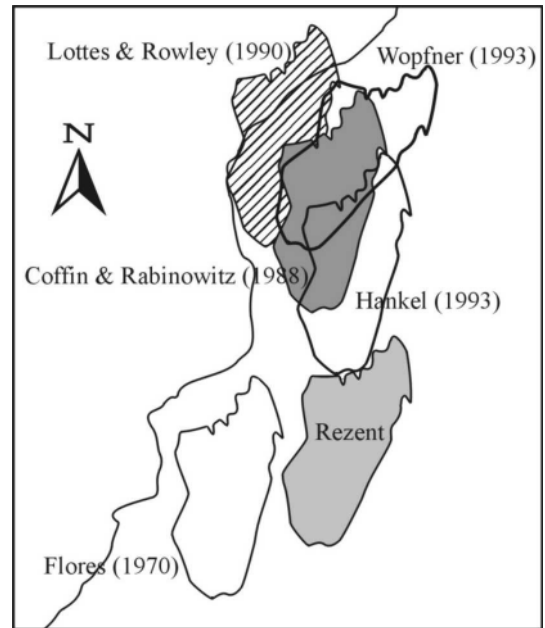 Lottes & Rowley (1990)
Wopfner (1993)
N
Coffin & Rabinowitz (1988)
Hankel (1993)
Rezent
Flores (1970)